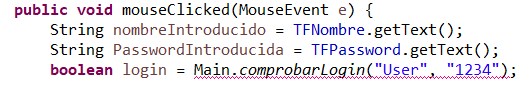 public void mouseClicked(MouseEvent e) {
String nombreIntroducido = TFNombre.getText();
String PasswordIntroducida = TFPassword.getText();
boolean login = Main.comprobarLogin("User", "1234");